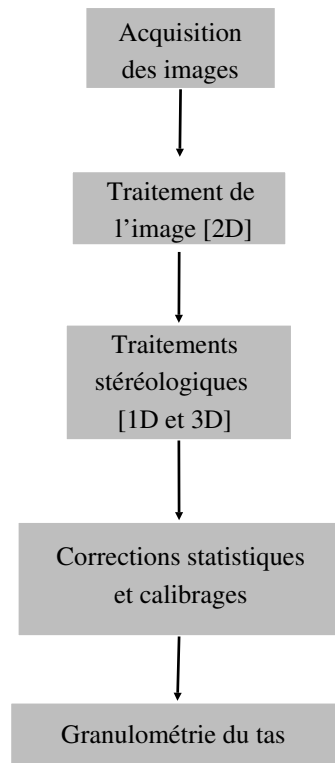 Acquisition
des images
Traitement de
l’image [2D]
Traitements
stéréologiques
[1D et 3D]
Corrections statistiques
et calibrages
Granulométrie du tas